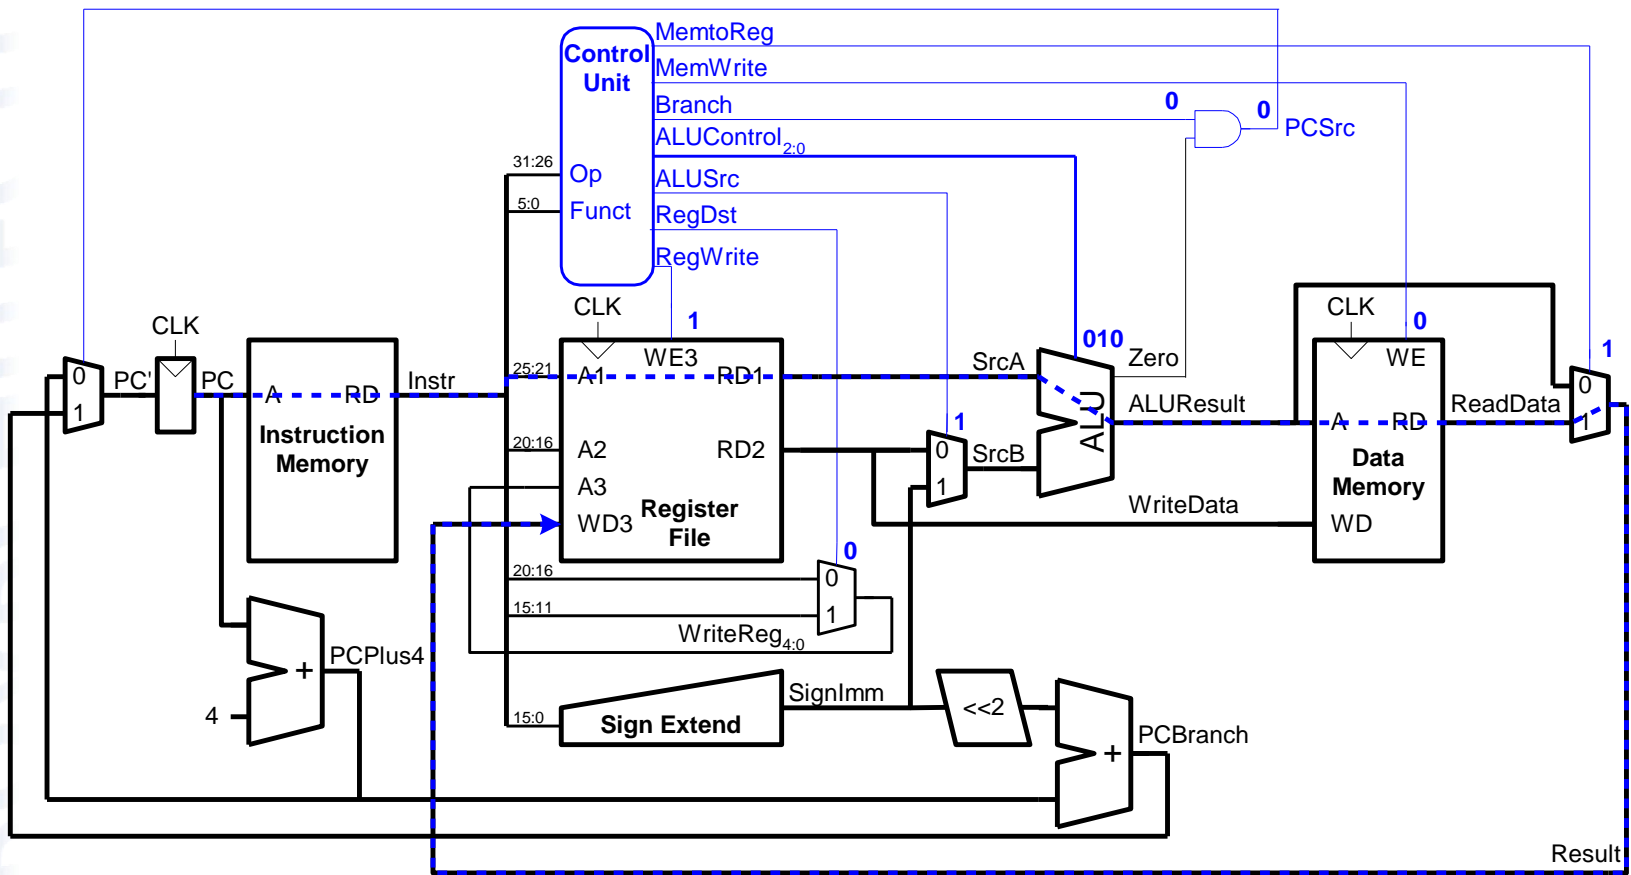 MemtoReg
Control
Unit
MemWrite
Branch
0
0
PCSrc
ALUControl2:0
31:26
Op
ALUSrc
5:0
Funct
RegDst
RegWrite
CLK
CLK
CLK
1
010
0
1
WE3
WE
Zero
0
PC'
PC
Instr
25:21
A1
RD1
SrcA
0
1
A
RD
ALU
ALUResult
A
RD
ReadData
1
Instruction
Memory
20:16
A2
RD2
1
0
SrcB
Data
Memory
A3
1
Register
File
WD3
WriteData
WD
0
20:16
0
15:11
1
WriteReg4:0
PCPlus4
+
4
SignImm
15:0
Sign Extend
<<2
PCBranch
+
Result